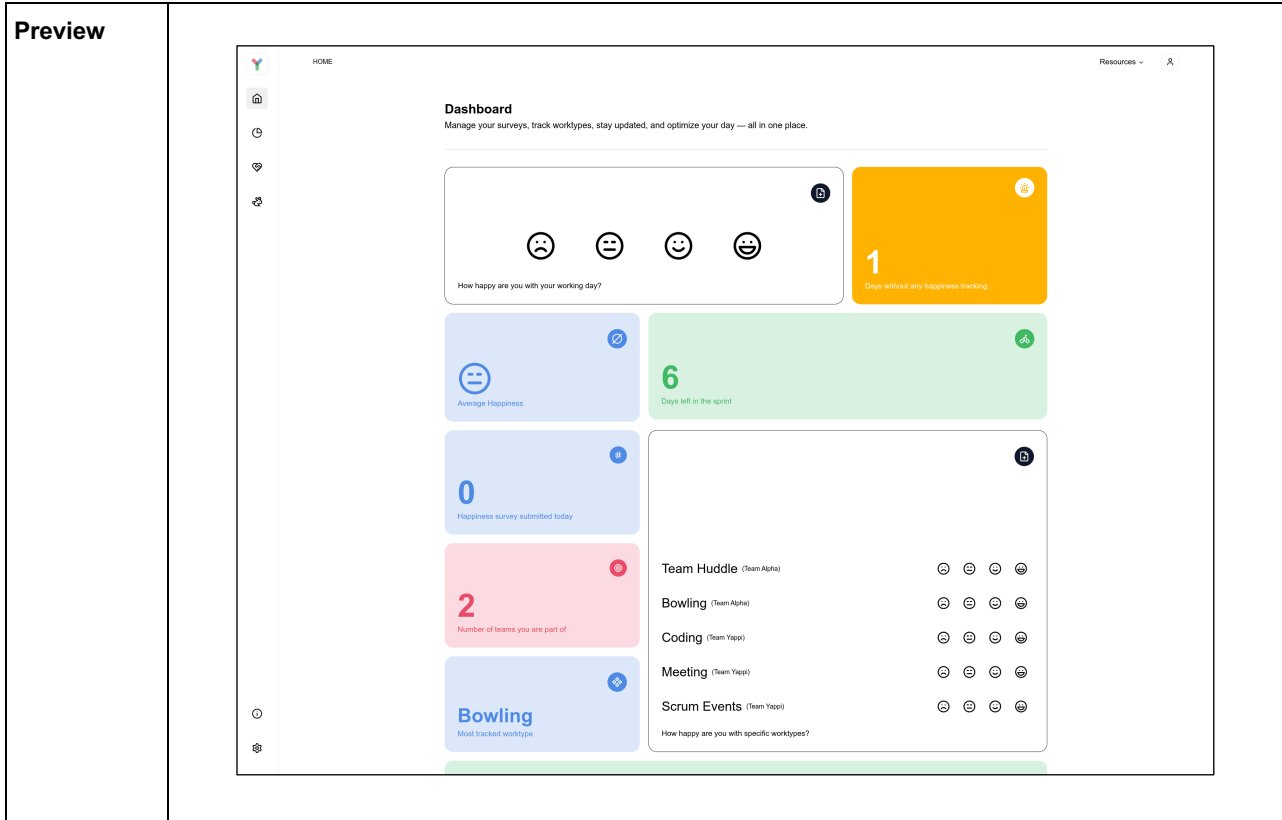 Preview
HOME
Resources
Dashboard
Manage your surveys, track worktypes, stay updated, and optimize your day — all in one place.
How happy are you with your working day?
1
Days without any happiness tracking.
Average Happiness
6
Days left in the sprint
0
Happiness survey submitted today
2
Number of teams you are part of
Bowling
Most tracked worktype
Team Huddle (Team Alpha)
Bowling (Team Alpha)
Coding (Team Yappi)
Meeting (Team Yappi)
Scrum Events (Team Yappi)
How happy are you with specific worktypes?